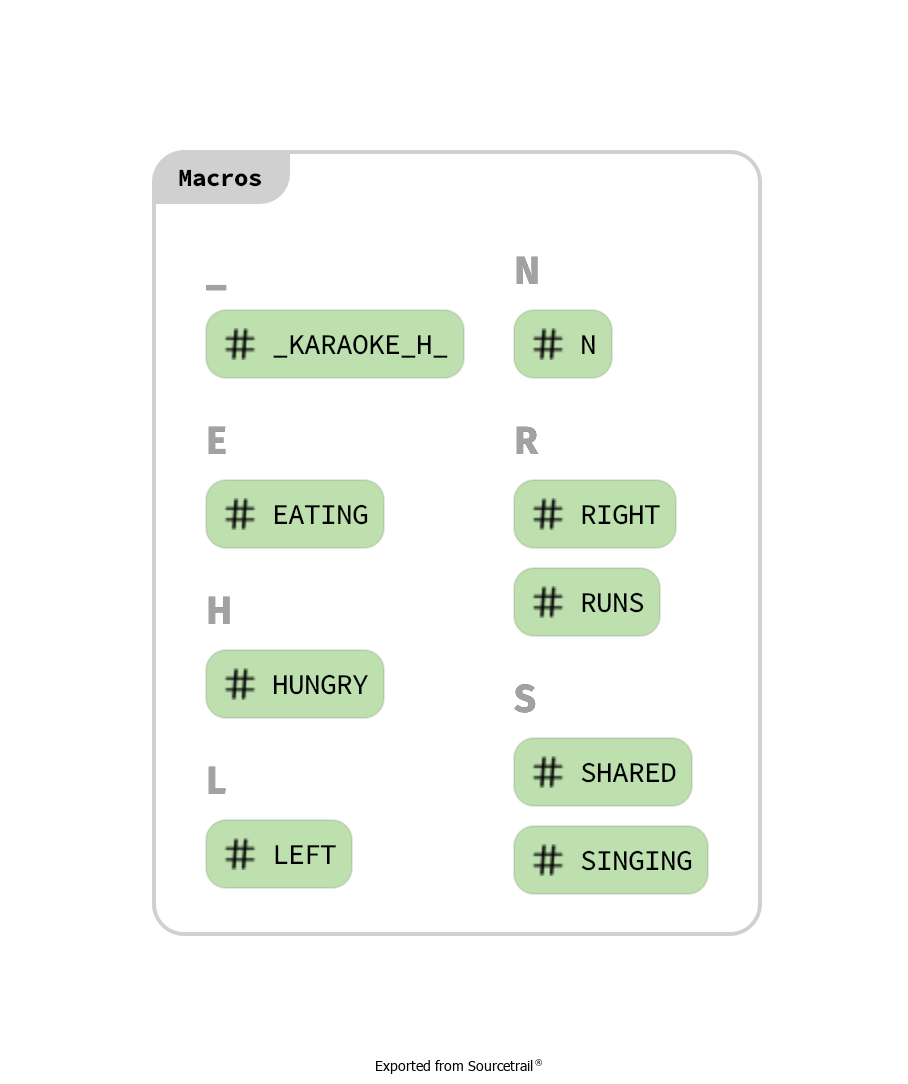 Macros
_
# _KARAOKE_H_
E
# EATING
H
# HUNGRY
L
# LEFT
N
# N
R
# RIGHT
# RUNS
S
# SHARED
# SINGING
Exported from Sourcetrail®